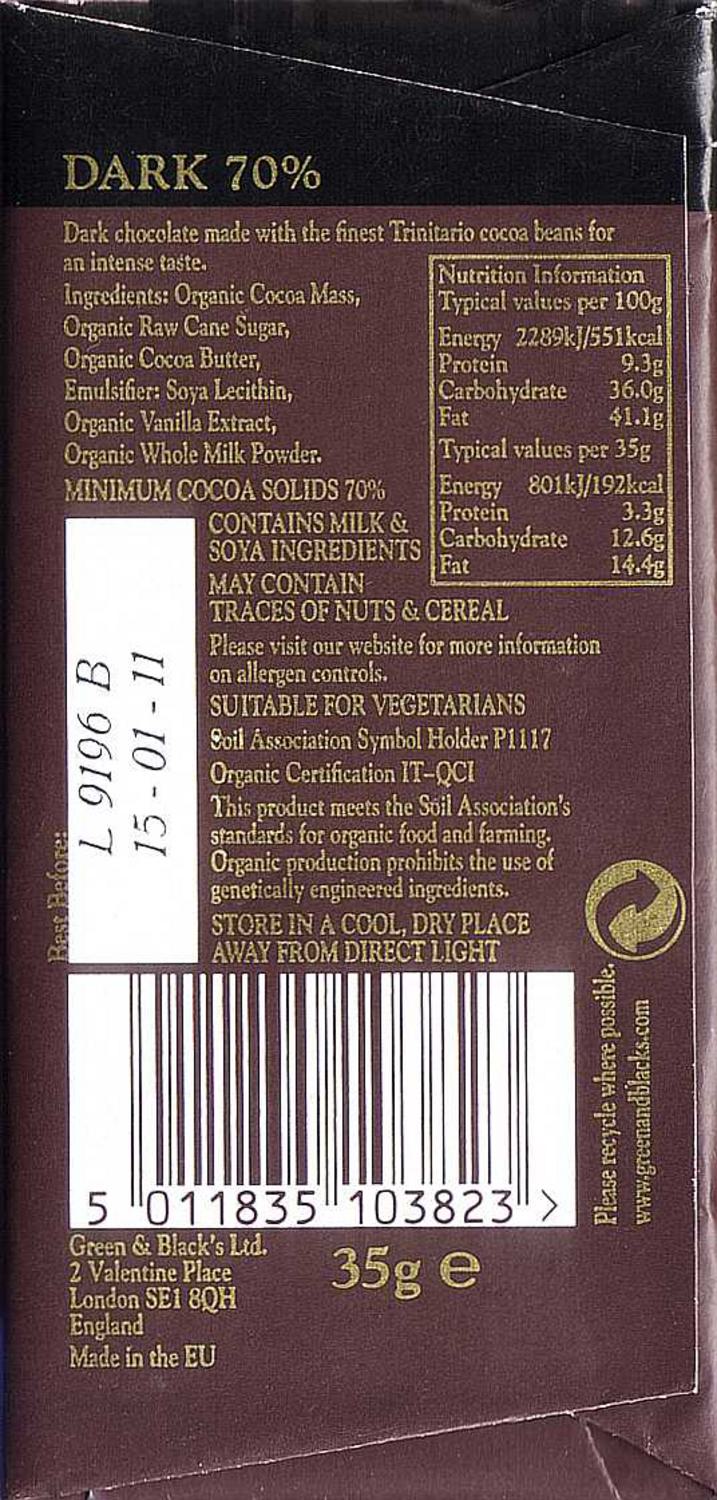 DARK 70%
Dark chocolate made with the finest Trinitario cocoa beans for
an intense taste.
Ingredients: Organic Cocoa Mass,
Organic Raw Cane Sugar,
Organic Cocoa Butter,
Emulsifier: Soya Lecithin,
Organic Vanilla Extract,
Organic Whole Milk Powder.
MINIMUM COCOA SOLIDS 70%
Nutrition Information
Typical values per 100g
Energy 2289kJ/551kcal
Protein 9.3g
Carbohydrate 36.0g
Fat 41.1g
Typical values per 35g
Energy 801kJ/192kcal
Protein 3.3g
Carbohydrate 12.6g
Fat 14.4g
CONTAINS MILK &
SOYA INGREDIENTS
MAY CONTAIN
TRACES OF NUTS & CEREAL
Please visit our website for more information
on allergen controls.
SUITABLE FOR VEGETARIANS
Soil Association Symbol Holder P1117
Organic Certification IT-QCI
This product meets the Soil Association's
standards for organic food and farming.
Organic production prohibits the use of
genetically engineered ingredients.
STORE IN A COOL, DRY PLACE
AWAY FROM DIRECT LIGHT
Best Before:
L 9196 B
15-01-11
5 011835 103823 >
Please recycle where possible.
www.greenandblacks.com
Green & Black's Ltd.
2 Valentine Place
London SE1 8QH
England
Made in the EU
35g e